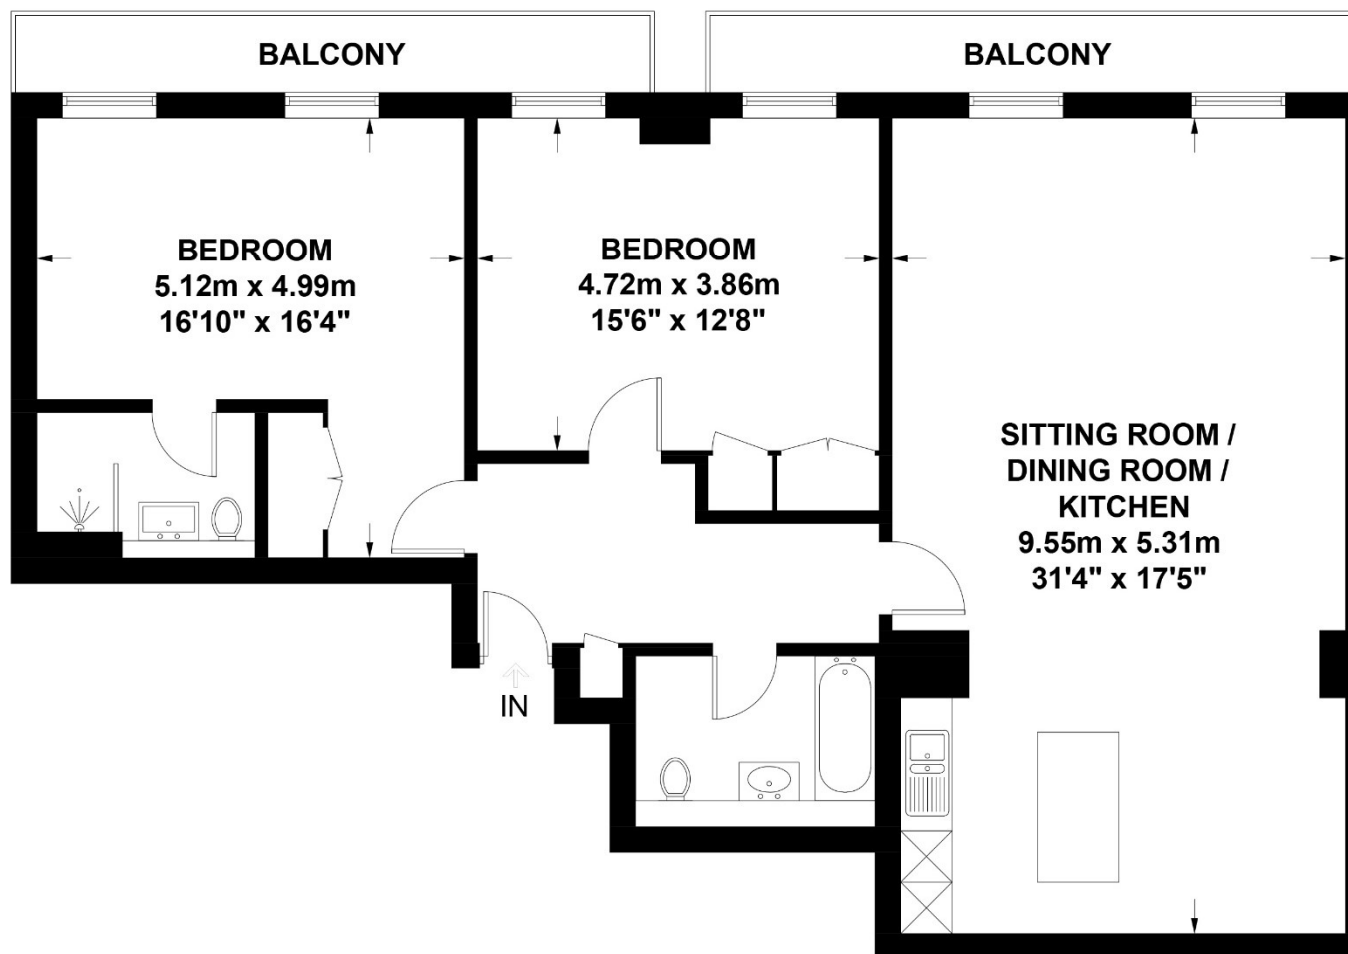 BALCONY
BALCONY
BEDROOM
5.12m x 4.99m
16'10" x 16'4"
BEDROOM
4.72m x 3.86m
15'6" x 12'8"
SITTING ROOM /
DINING ROOM /
KITCHEN
9.55m x 5.31m
31'4" x 17'5"
IN